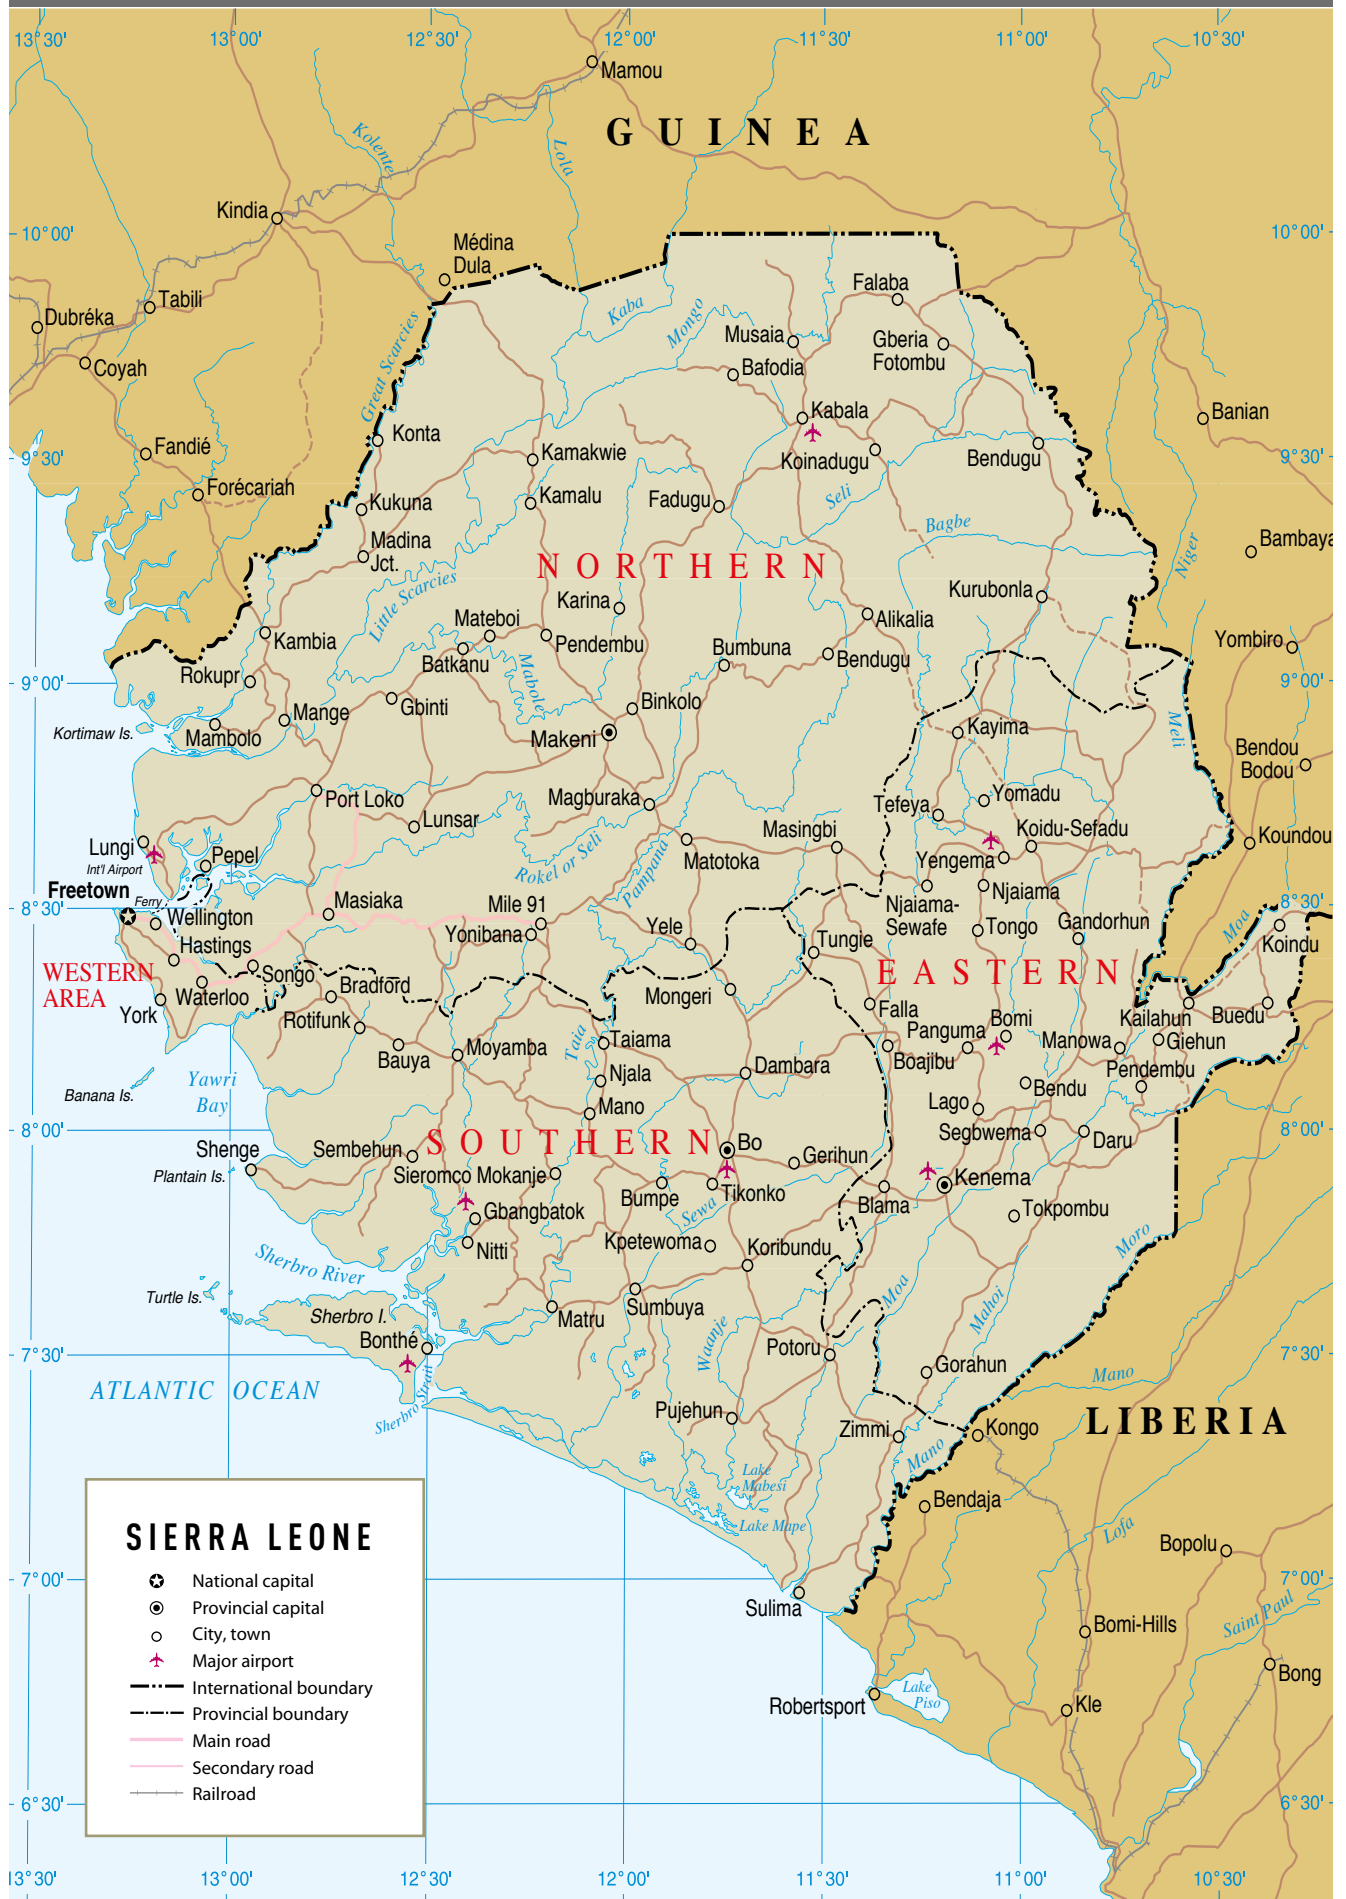 13°30' 13°00' 12°30' 12°00' 11°30' 11°00' 10°30'
Mamou
GUINEA
Kolente
Lola
Kindia
10°00' 10°00'
Médina
Dula
Falaba
Tabili
Kaba
Mongo
Dubréka
Musaia
Gberia
Fotombu
Great Scarcies
Coyah
Bafodia
Kabala
Banian
Konta
Fandié
Kamakwie
Koinadugu
Bendugu
9°30' 9°30'
Forécariah
Kukuna
Kamalu
Fadugu
Seli
Bagbe
Madina
Jct.
Niger
Bambaya
NORTHERN
Little Scarcies
Karina
Kurubonla
Mateboi
Alikalia
Kambia
Pendembu
Bumbuna
Yombiro
Batkanu
Bendugu
Rokupr
Mabole
9°00' 9°00'
Gbinti
Binkolo
Mange
Meli
Kortimaw Is.
Mambolo
Makeni
Kayima
Bendou
Bodou
Port Loko
Magburaka
Tefeya
Yomadu
Lunsar
Masingbi
Koidu-Sefadu
Koundou
Lungi
Int'l Airport
Pepel
Rokel or Seli
Pampana
Matotoka
Yengema
Freetown
Ferry
Njaiama-
Sewafe
Njaiama
8°30' 8°30'
Masiaka
Mile 91
Wellington
Yonibana
Yele
Tongo
Gandorhun
Moa
Koindu
Hastings
Tungie
WESTERN
AREA
Songo
EASTERN
Waterloo
Bradford
Mongeri
York
Rotifunk
Falla
Kailahun
Buedu
Bauya
Moyamba
Taia
Taiama
Panguma
Bomi
Manowa
Giehun
Boajibu
Yawri
Bay
Banana Is.
Njala
Dambara
Pendembu
Bendu
Mano
Lago
8°00' 8°00'
SOUTHERN
Segbwema
Daru
Shenge
Sembehun
Bo
Gerihun
Plantain Is.
Sieromco Mokanje
Kenema
Bumpe
Tikonko
Blama
Tokpombu
Gbangbatok
Sewa
Nitti
Kpetewoma
Koribundu
Moro
Sherbro River
Turtle Is.
Moa
Mahoi
Sherbro I.
Matru
Sumbuya
Waanje
Bonthé
Potoru
7°30' 7°30'
Gorahun
Mano
ATLANTIC OCEAN
Sherbro Strait
Pujehun
Zimmi
Kongo
LIBERIA
Mano
Lake
Mabesi
Bendaja
Lake Mape
Lofa
Bopolu
SIERRA LEONE
National capital
Provincial capital
City, town
Major airport
International boundary
Provincial boundary
Main road
Secondary road
Railroad
7°00' 7°00'
Sulima
Bomi-Hills
Saint Paul
Bong
Robertsport
Lake
Piso
Kle
6°30' 6°30'
13°30' 13°00' 12°30' 12°00' 11°30' 11°00' 10°30'